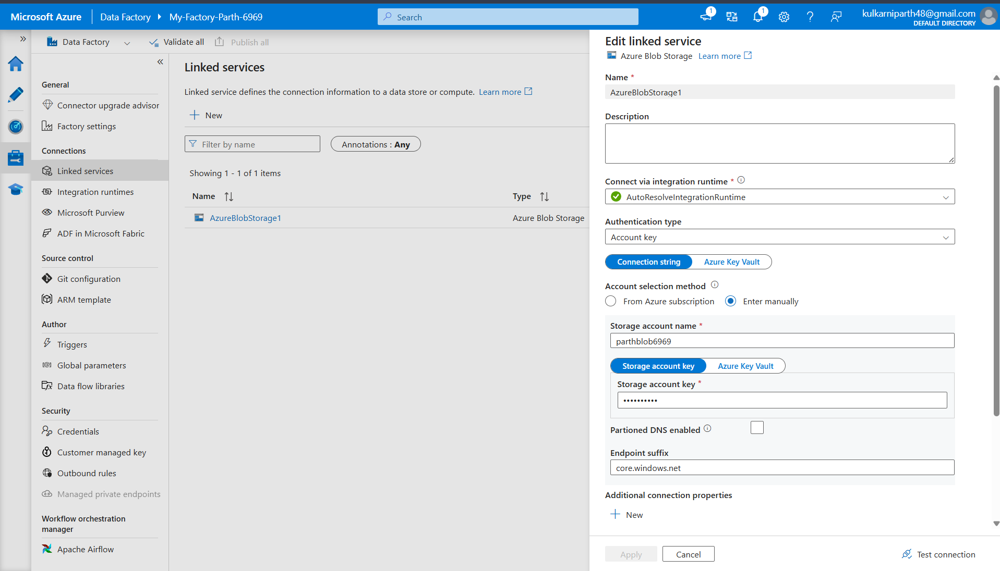 Microsoft Azure
Data Factory
My-Factory-Parth-6969
Search
1
1
kulkarniparth48@gmail.com
DEFAULT DIRECTORY
Data Factory
Validate all
Publish all
General
Connector upgrade advisor
Factory settings
Connections
Linked services
Integration runtimes
Microsoft Purview
ADF in Microsoft Fabric
Source control
Git configuration
ARM template
Author
Triggers
Global parameters
Data flow libraries
Security
Credentials
Customer managed key
Outbound rules
Managed private endpoints
Workflow orchestration
manager
Apache Airflow
Linked services
Linked service defines the connection information to a data store or compute. Learn more
New
Filter by name
Annotations : Any
Showing 1 - 1 of 1 items
Name
Type
AzureBlobStorage1
Azure Blob Storage
Edit linked service
Azure Blob Storage Learn more
Name *
AzureBlobStorage1
Description
Connect via integration runtime *
AutoResolveIntegrationRuntime
Authentication type
Account key
Connection string
Azure Key Vault
Account selection method
From Azure subscription
Enter manually
Storage account name *
parthblob6969
Storage account key
Azure Key Vault
Storage account key *
••••••••••
Partioned DNS enabled
Endpoint suffix
core.windows.net
Additional connection properties
New
Apply
Cancel
Test connection